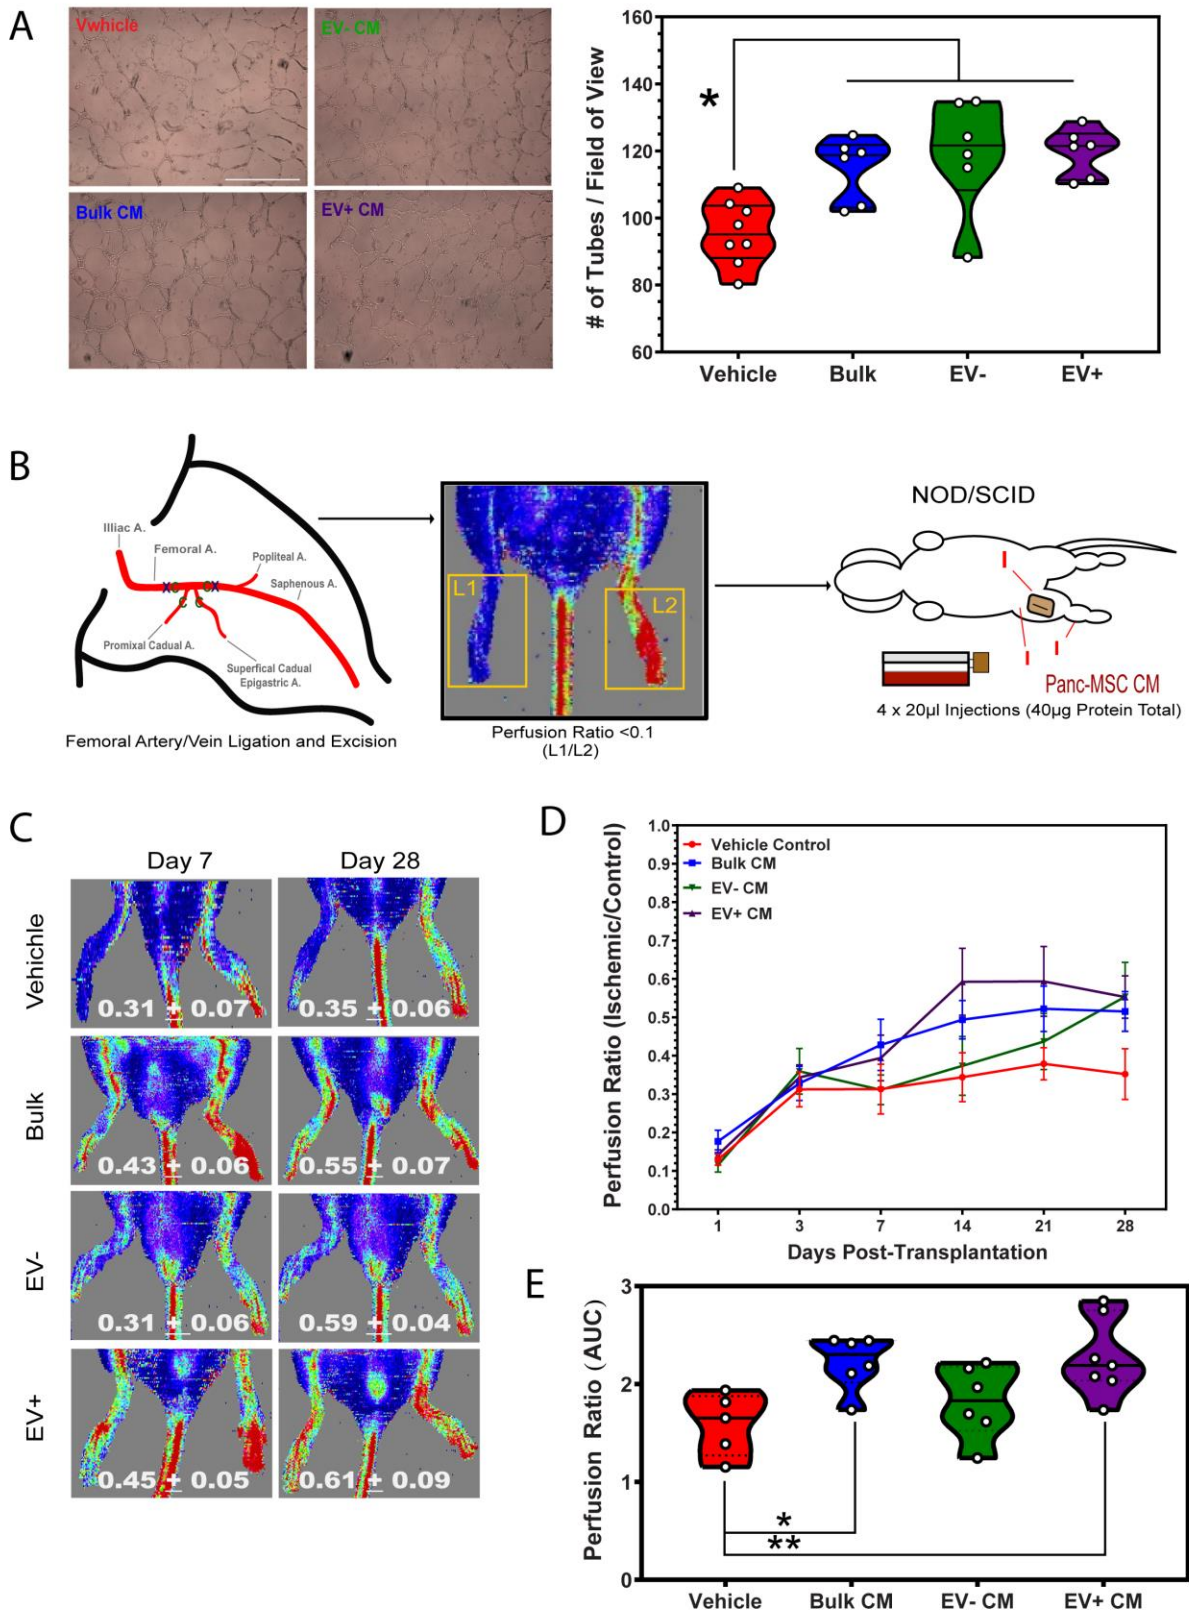 A
Vwhicle
EV- CM
Bulk CM
EV+ CM
# of Tubes / Field of View
160
140
120
100
80
60
*
Vehicle
Bulk
EV-
EV+
B
Illiac A.
Femoral A.
Popliteal A.
Saphenous A.
X C C X
C C
Promixal Cadual A.
Superfical Cadual
Epigastric A.
Femoral Artery/Vein Ligation and Excision
L1
L2
Perfusion Ratio <0.1
(L1/L2)
NOD/SCID
I
I I
Panc-MSC CM
4 x 20µl Injections (40µg Protein Total)
C
Day 7
Day 28
Vehichle
0.31 ± 0.07
0.35 ± 0.06
Bulk
0.43 ± 0.06
0.55 ± 0.07
EV-
0.31 ± 0.06
0.59 ± 0.04
EV+
0.45 ± 0.05
0.61 ± 0.09
D
Perfusion Ratio (Ischemic/Control)
1.0
0.9
0.8
0.7
0.6
0.5
0.4
0.3
0.2
0.1
0.0
Vehicle Control
Bulk CM
EV- CM
EV+ CM
1
3
7
14
21
28
Days Post-Transplantation
E
Perfusion Ratio (AUC)
3
2
1
0
*
**
Vehicle
Bulk CM
EV- CM
EV+ CM